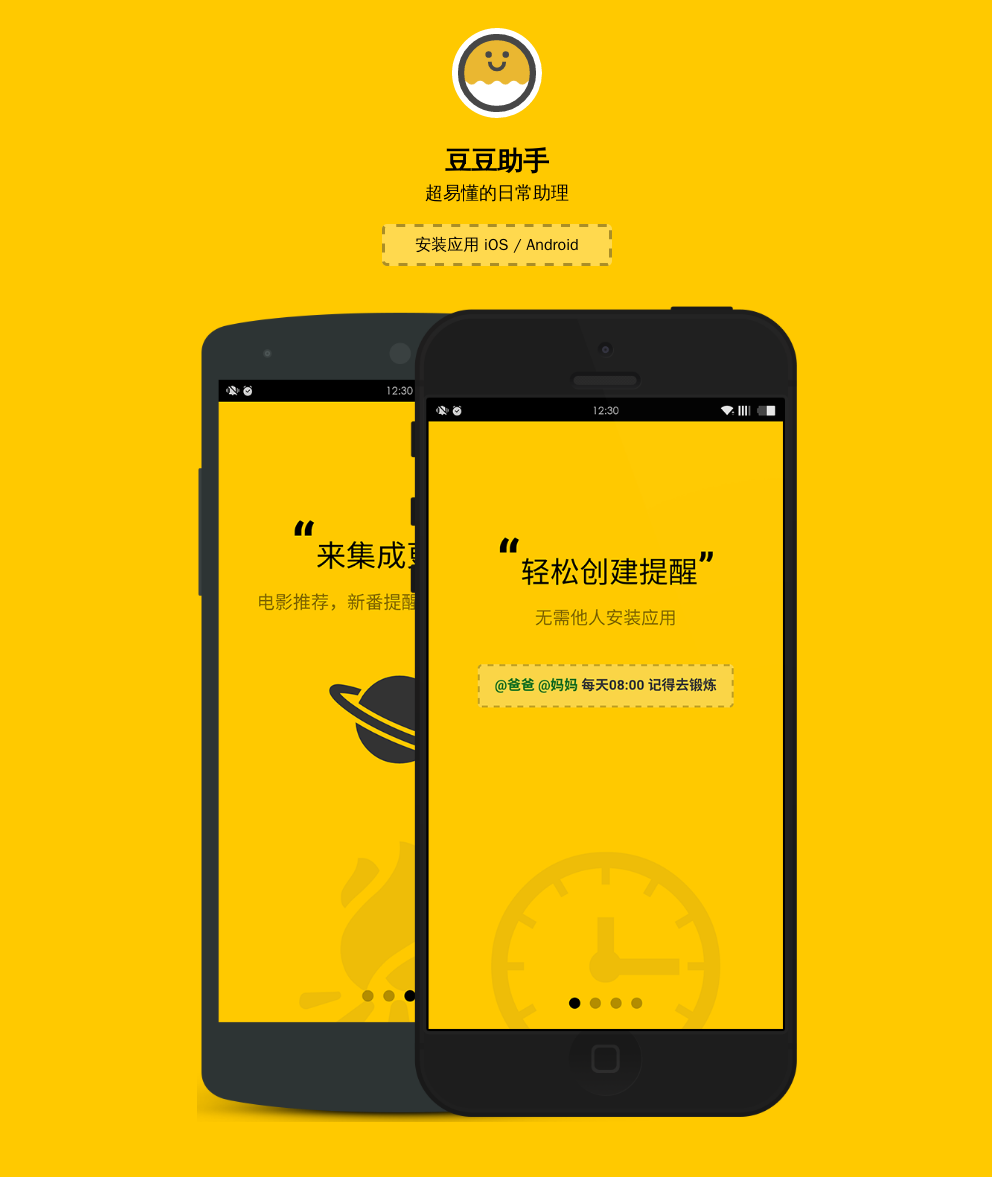 豆豆助手
超易懂的日常助理
安装应用 iOS / Android
12:30
“来集成
电影推荐，新番提醒
12:30
“轻松创建提醒”
无需他人安装应用
@爸爸 @妈妈 每天08:00 记得去锻炼